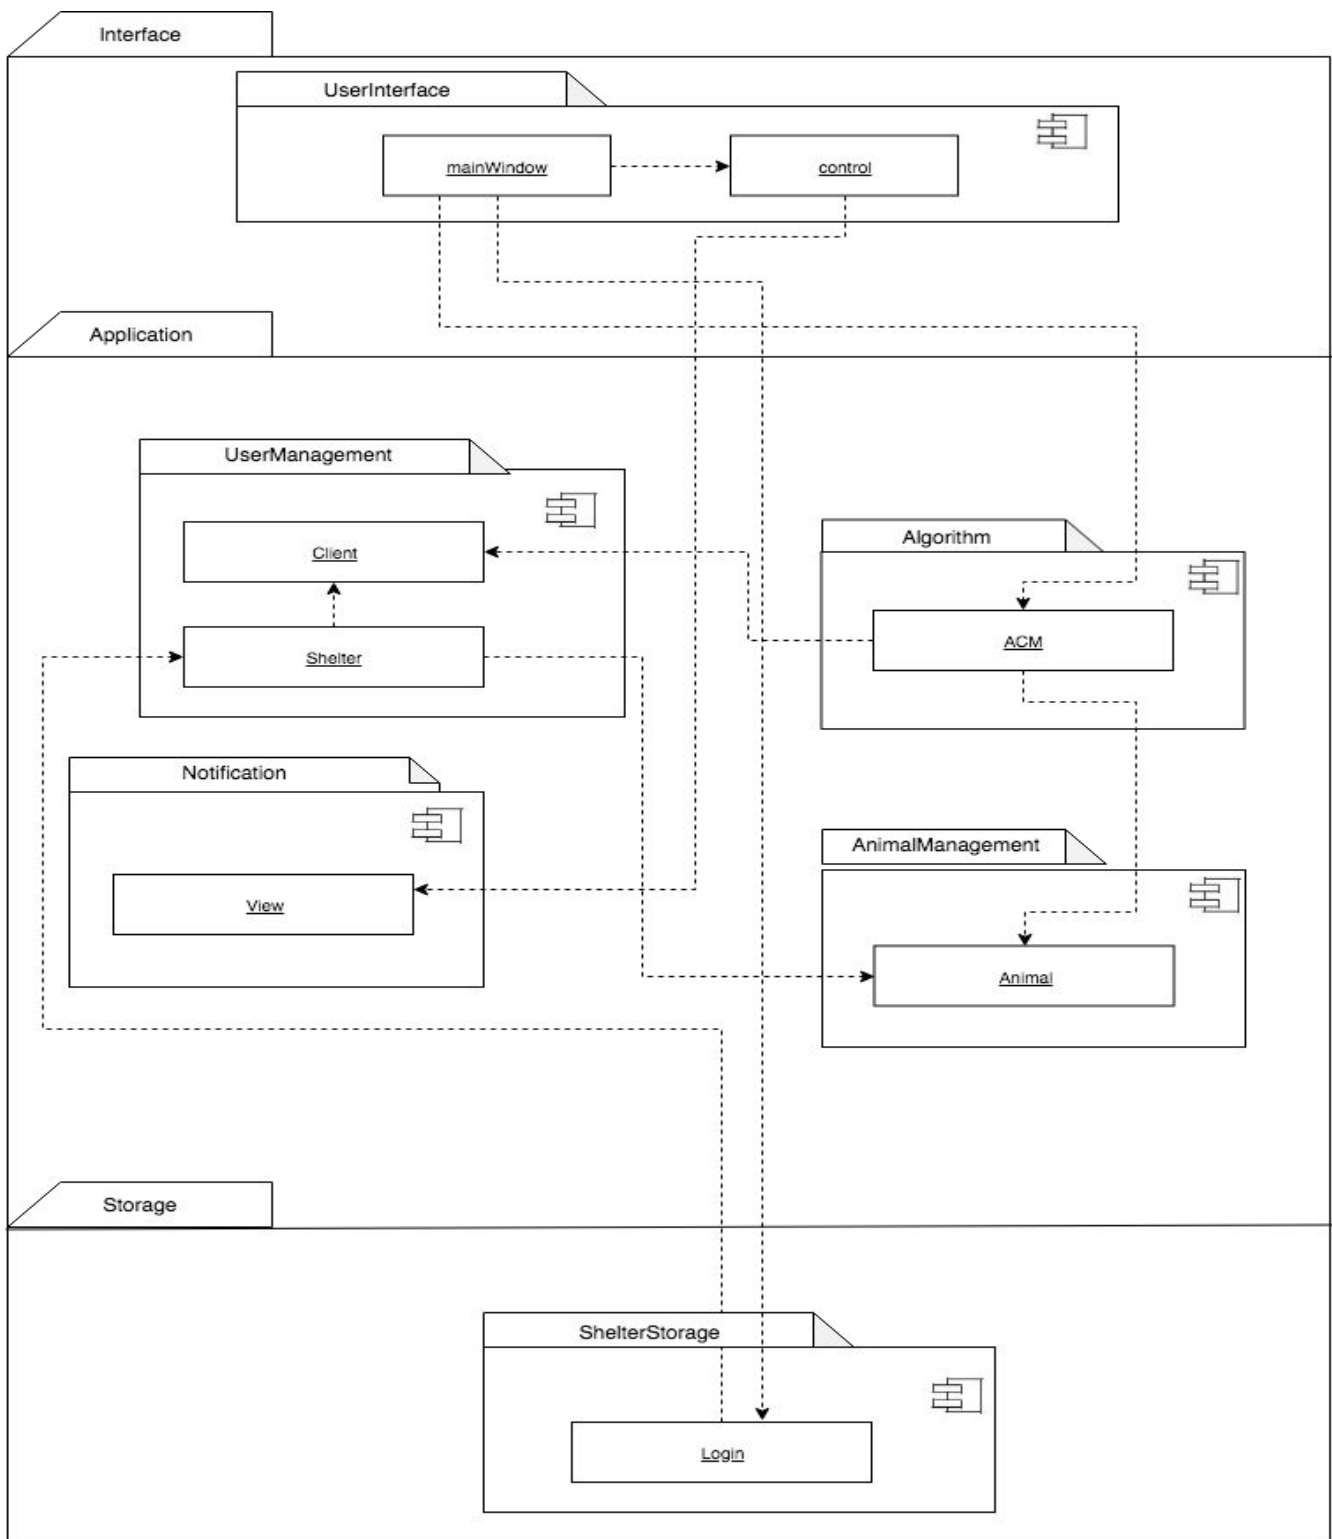 Interface
UserInterface
mainWindow
control
Application
UserManagement
Client
Shelter
Algorithm
ACM
Notification
View
AnimalManagement
Animal
Storage
ShelterStorage
Login